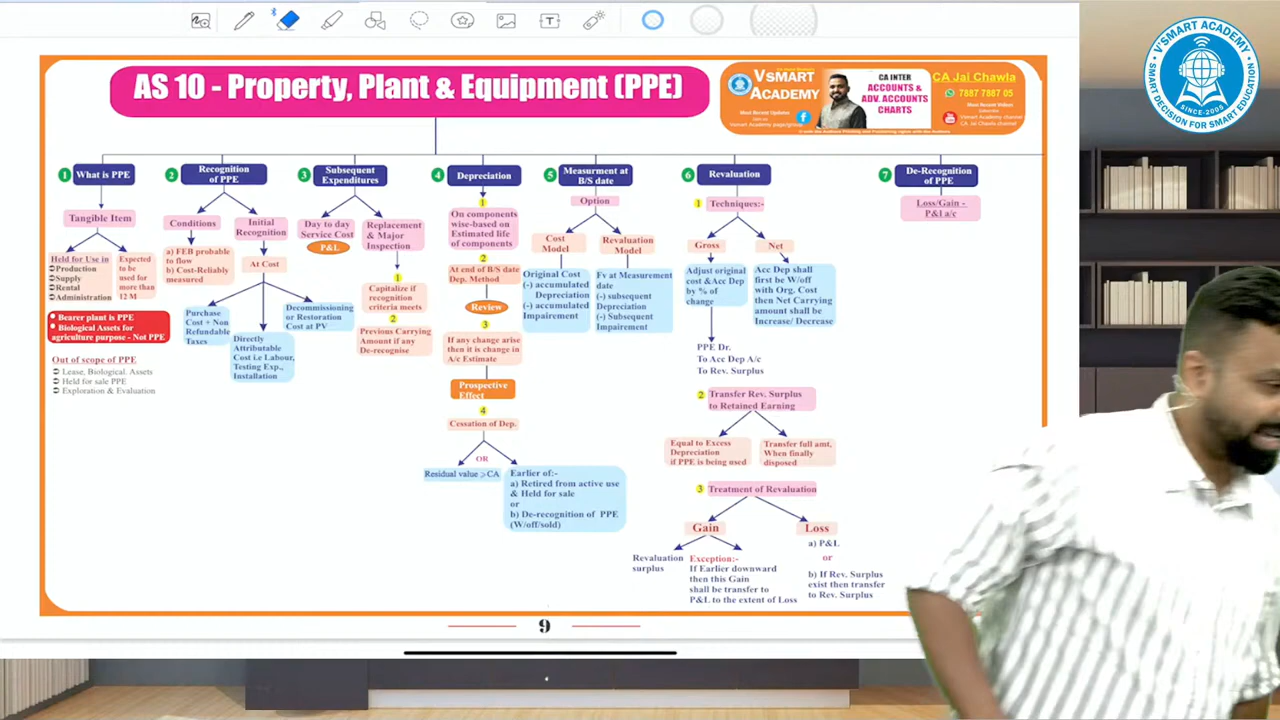 AS 10 - Property, Plant & Equipment (PPE)
VSMART
ACADEMY
CA INTER
ACCOUNTS &
ADV. ACCOUNTS
CHARTS
CA Jai Chawla
7887 7887 05
V'SMART ACADEMY
SINCE-2005
SMART DECISION FOR SMART EDUCATION
1 What is PPE
Tangible Item
Held for Use in
Production
Supply
Rental
Administration
Expected
to be
used for
more than
12 M
Bearer plant is PPE
Biological Assets for
agriculture purpose - Not PPE
Out of scope of PPE
Lease, Biological. Assets
Held for sale PPE
Exploration & Evaluation
2 Recognition
of PPE
Conditions
a) FEB probable
to flow
b) Cost-Reliably
measured
Initial
Recognition
At Cost
Purchase
Cost + Non
Refundable
Taxes
Directly
Attributable
Cost i.e Labour,
Testing Exp.,
Installation
Decommissioning
or Restoration
Cost at PV
3 Subsequent
Expenditures
Day to day
Service Cost
P&L
Replacement
& Major
Inspection
1
Capitalize if
recognition
criteria meets
2
Previous Carrying
Amount if any
De-recognise
4 Depreciation
1
On components
wise-based on
Estimated life
of components
2
At end of B/S date
Dep. Method
Review
3
If any change arise
then it is change in
A/c Estimate
Prospective
Effect
4
Cessation of Dep.
OR
Residual value >CA
Earlier of:-
a) Retired from active use
& Held for sale
or
b) De-recognition of PPE
(W/off/sold)
5 Measurment at
B/S date
Option
Cost
Model
Original Cost
(-) accumulated
Depreciation
(-) accumulated
Impairment
Revaluation
Model
Fv at Measurement
date
(-) subsequent
Depreciation
(-) Subsequent
Impairement
6 Revaluation
1 Techniques:-
Gross
Adjust original
cost & Acc Dep
by % of
change
PPE Dr.
To Acc Dep A/c
To Rev. Surplus
Net
Acc Dep shall
first be W/off
with Org. Cost
then Net Carrying
amount shall be
Increase/ Decrease
2 Transfer Rev. Surplus
to Retained Earning
Equal to Excess
Depreciation
if PPE is being used
Transfer full amt,
When finally
disposed
3 Treatment of Revaluation
Gain
Revaluation
surplus
Exception:-
If Earlier downward
then this Gain
shall be transfer to
P&L to the extent of Loss
Loss
a) P&L
or
b) If Rev. Surplus
exist then transfer
to Rev. Surplus
7 De-Recognition
of PPE
Loss/Gain -
P&L a/c
9